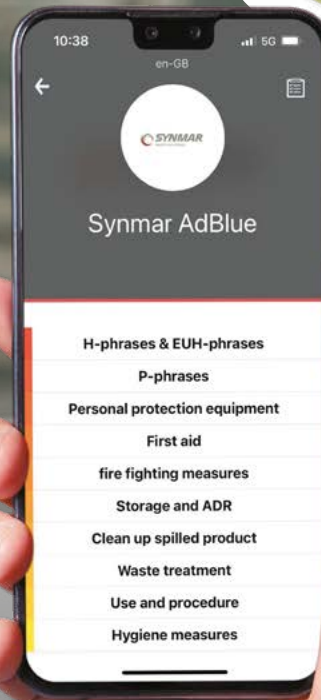 10:38
5G
en-GB
SYNMAR
Synmar AdBlue
H-phrases & EUH-phrases
P-phrases
Personal protection equipment
First aid
fire fighting measures
Storage and ADR
Clean up spilled product
Waste treatment
Use and procedure
Hygiene measures